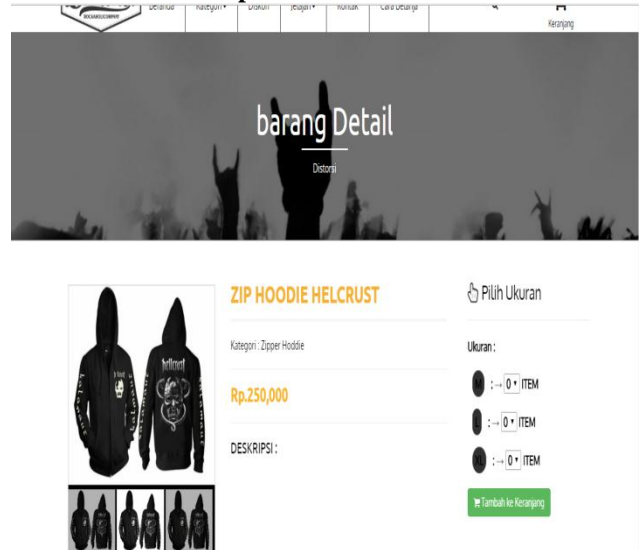 Beranda Kategori Diskon Jelajah Kontak Cara Belanja
Keranjang
barang Detail
Distorsi
ZIP HOODIE HELCRUST
Kategori : Zipper Hoddie
Rp.250,000
DESKRIPSI :
Pilih Ukuran
Ukuran :
M : → 0 ITEM
L : → 0 ITEM
XL : → 0 ITEM
Tambah ke Keranjang